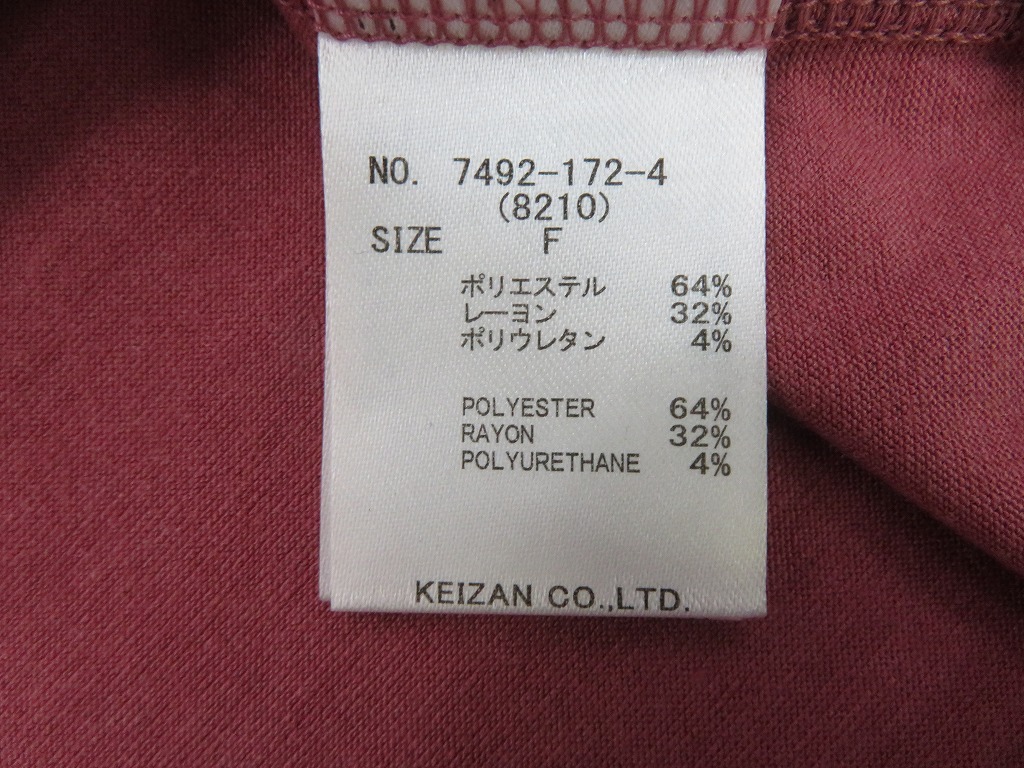 NO. 7492-172-4
(8210)
SIZE F
ポリエステル 64%
レーヨン 32%
ポリウレタン 4%
POLYESTER 64%
RAYON 32%
POLYURETHANE 4%
KEIZAN CO.,LTD.